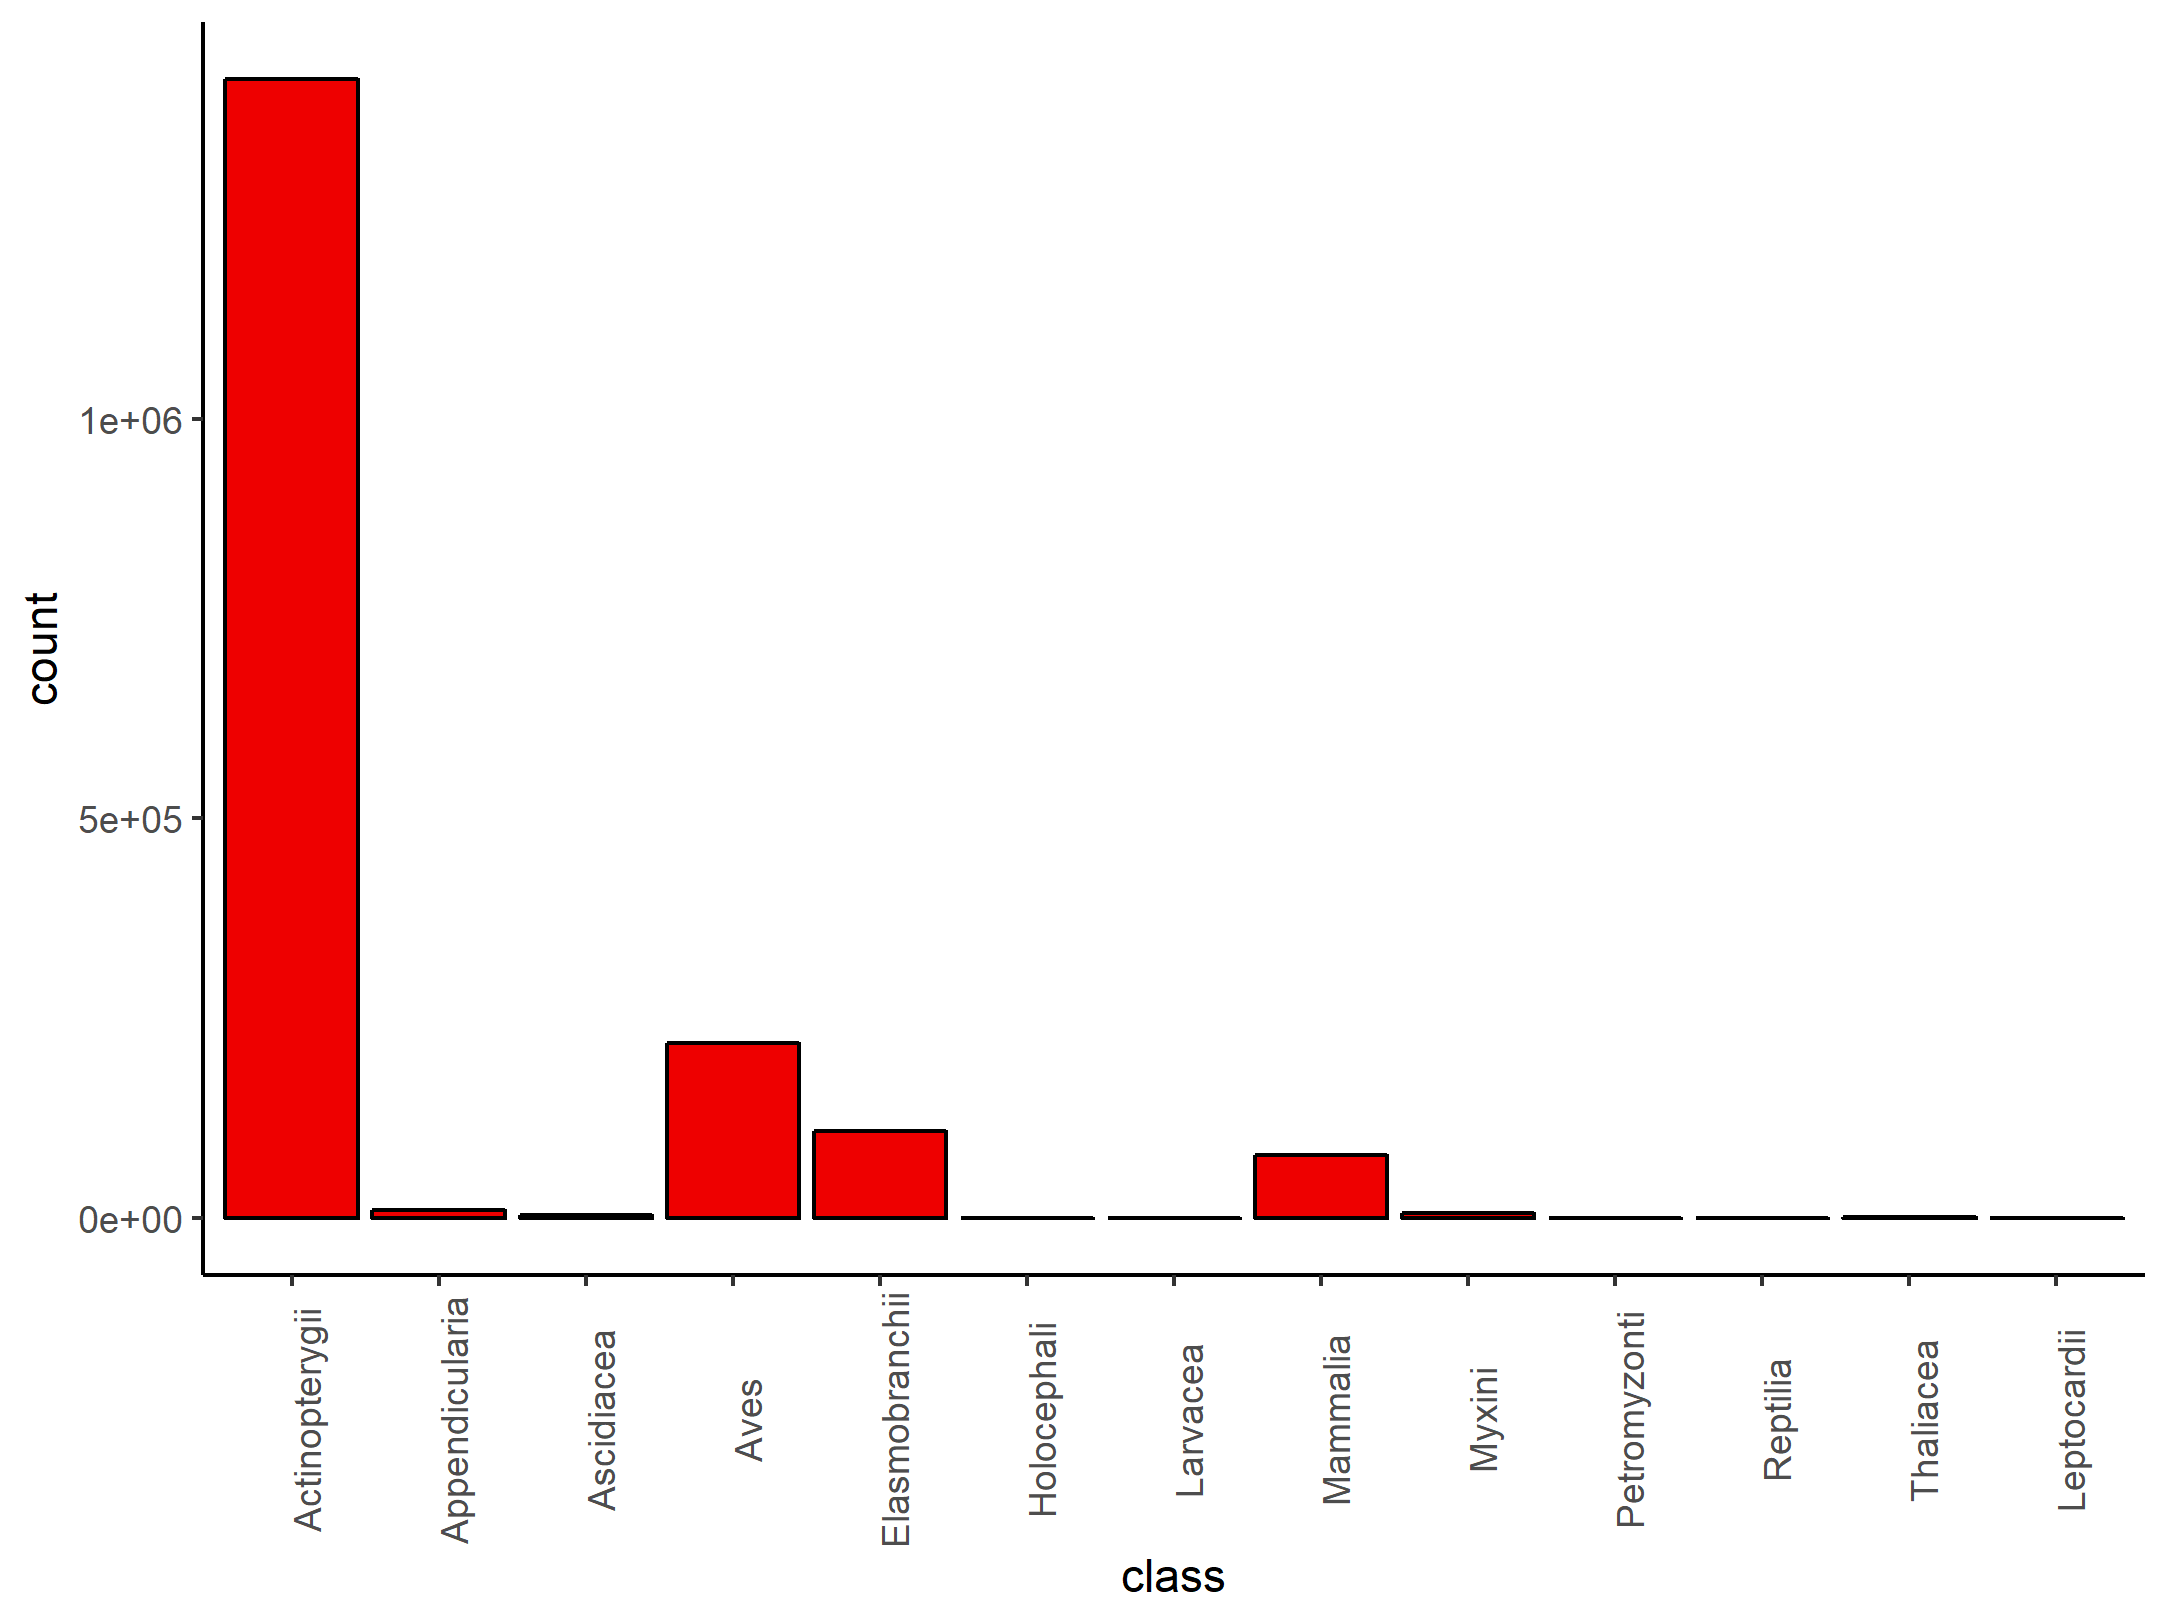 count
1e+06
5e+05
0e+00
Actinopterygii
Appendicularia
Ascidiacea
Aves
Elasmobranchii
Holocephali
Larvacea
Mammalia
Myxini
Petromyzonti
Reptilia
Thaliacea
Leptocardii
class